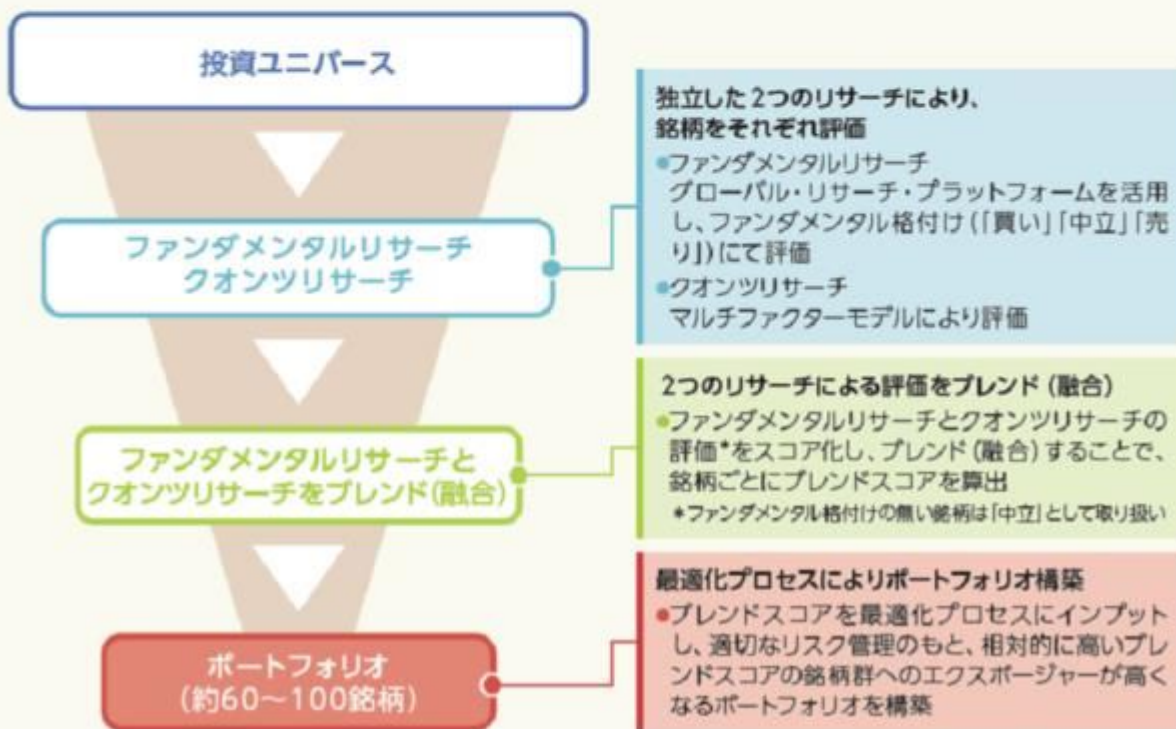 投資ユニバース
独立した2つのリサーチにより、
銘柄をそれぞれ評価
●ファンダメンタルリサーチ
グローバル・リサーチ・プラットフォームを活用
し、ファンダメンタル格付け(「買い」「中立」「売
り」)にて評価
●クオンツリサーチ
マルチファクターモデルにより評価
ファンダメンタルリサーチ
クオンツリサーチ
2つのリサーチによる評価をブレンド(融合)
●ファンダメンタルリサーチとクオンツリサーチの
評価*をスコア化し、ブレンド(融合)することで、
銘柄ごとにブレンドスコアを算出
*ファンダメンタル格付けの無い銘柄は「中立」として取り扱い
ファンダメンタルリサーチと
クオンツリサーチをブレンド(融合)
最適化プロセスによりポートフォリオ構築
●ブレンドスコアを最適化プロセスにインプット
し、適切なリスク管理のもと、相対的に高いブレ
ンドスコアの銘柄群へのエクスポージャーが高く
なるポートフォリオを構築
ポートフォリオ
(約60～100銘柄)